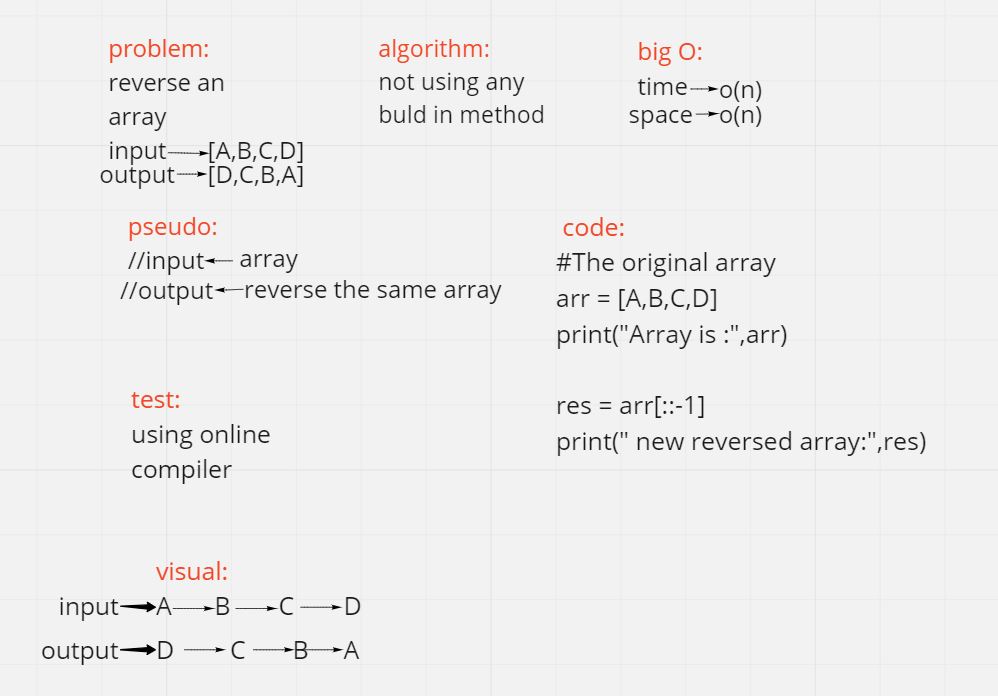 problem:
reverse an
array
input [A,B,C,D]
output [D,C,B,A]
algorithm:
not using any
buld in method
big O:
time o(n)
space o(n)
pseudo:
//input array
//output reverse the same array
code:
#The original array
arr = [A,B,C,D]
print("Array is :",arr)
res = arr[::-1]
print(" new reversed array:",res)
test:
using online
compiler
visual:
input A B C D
output D C B A